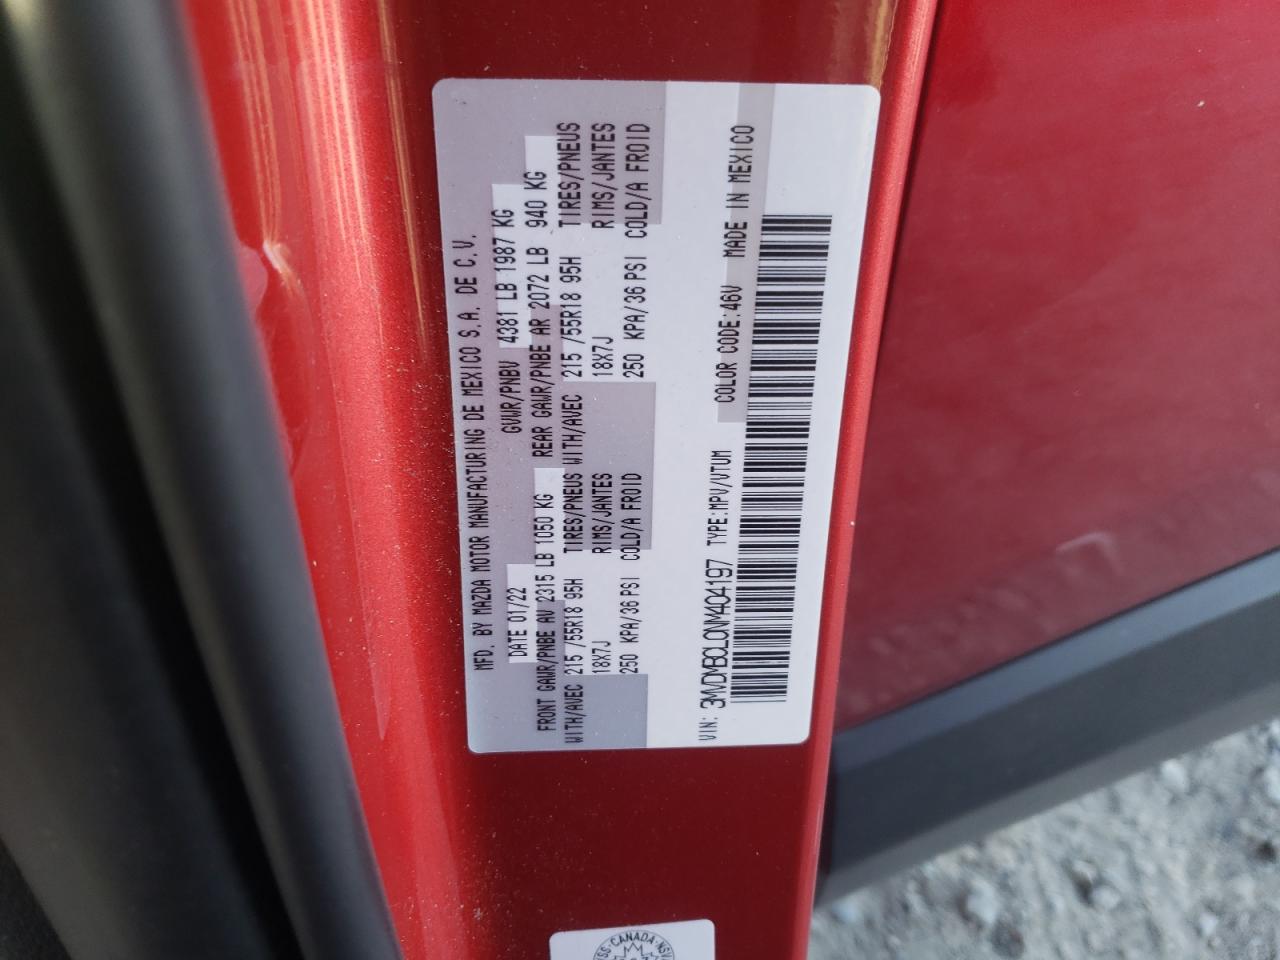 MFD. BY MAZDA MOTOR MANUFACTURING DE MEXICO S.A. DE C.V.
DATE 01/22 GVWR/PNBV 4381 LB 1987 KG
FRONT GAWR/PNBE AV 2315 LB 1050 KG REAR GAWR/PNBE AR 2072 LB 940 KG
WITH/AVEC 215 /55R18 95H TIRES/PNEUS WITH/AVEC 215 /55R18 95H TIRES/PNEUS
18X7J RIMS/JANTES 18X7J RIMS/JANTES
250 KPA/36 PSI COLD/A FROID 250 KPA/36 PSI COLD/A FROID
VIN: 3MVDMBCL0NM404197 TYPE:MPV/VTUM COLOR CODE:46V MADE IN MEXICO
CANADA